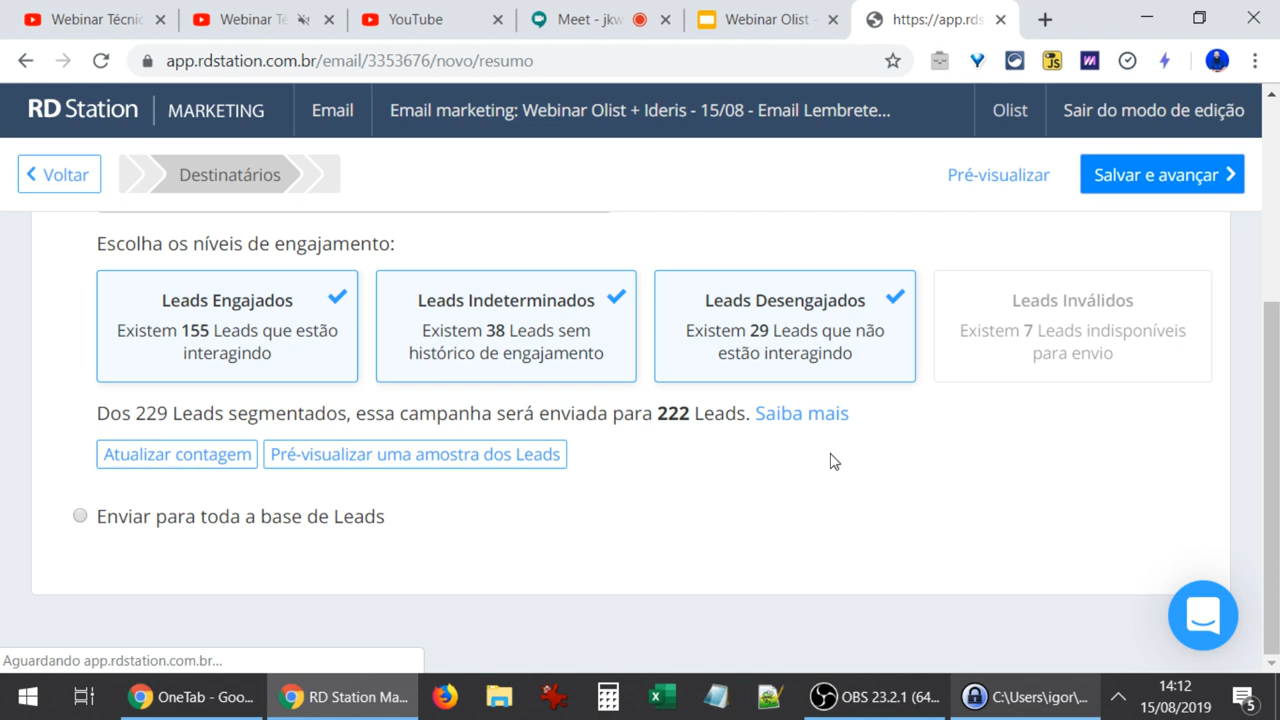 Webinar Técnic
Webinar Té
YouTube
Meet - jkw
Webinar Olist -
https://app.rds
app.rdstation.com.br/email/3353676/novo/resumo
RD Station
MARKETING
Email
Email marketing: Webinar Olist + Ideris - 15/08 - Email Lembrete...
Olist
Sair do modo de edição
Voltar
Destinatários
Pré-visualizar
Salvar e avançar
Escolha os níveis de engajamento:
Leads Engajados
Existem 155 Leads que estão
interagindo
Leads Indeterminados
Existem 38 Leads sem
histórico de engajamento
Leads Desengajados
Existem 29 Leads que não
estão interagindo
Leads Inválidos
Existem 7 Leads indisponíveis
para envio
Dos 229 Leads segmentados, essa campanha será enviada para 222 Leads. Saiba mais
Atualizar contagem
Pré-visualizar uma amostra dos Leads
Enviar para toda a base de Leads
Aguardando app.rdstation.com.br...
OneTab - Goo...
RD Station Ma...
OBS 23.2.1 (64...
C:\Users\igor\...
14:12
15/08/2019
5